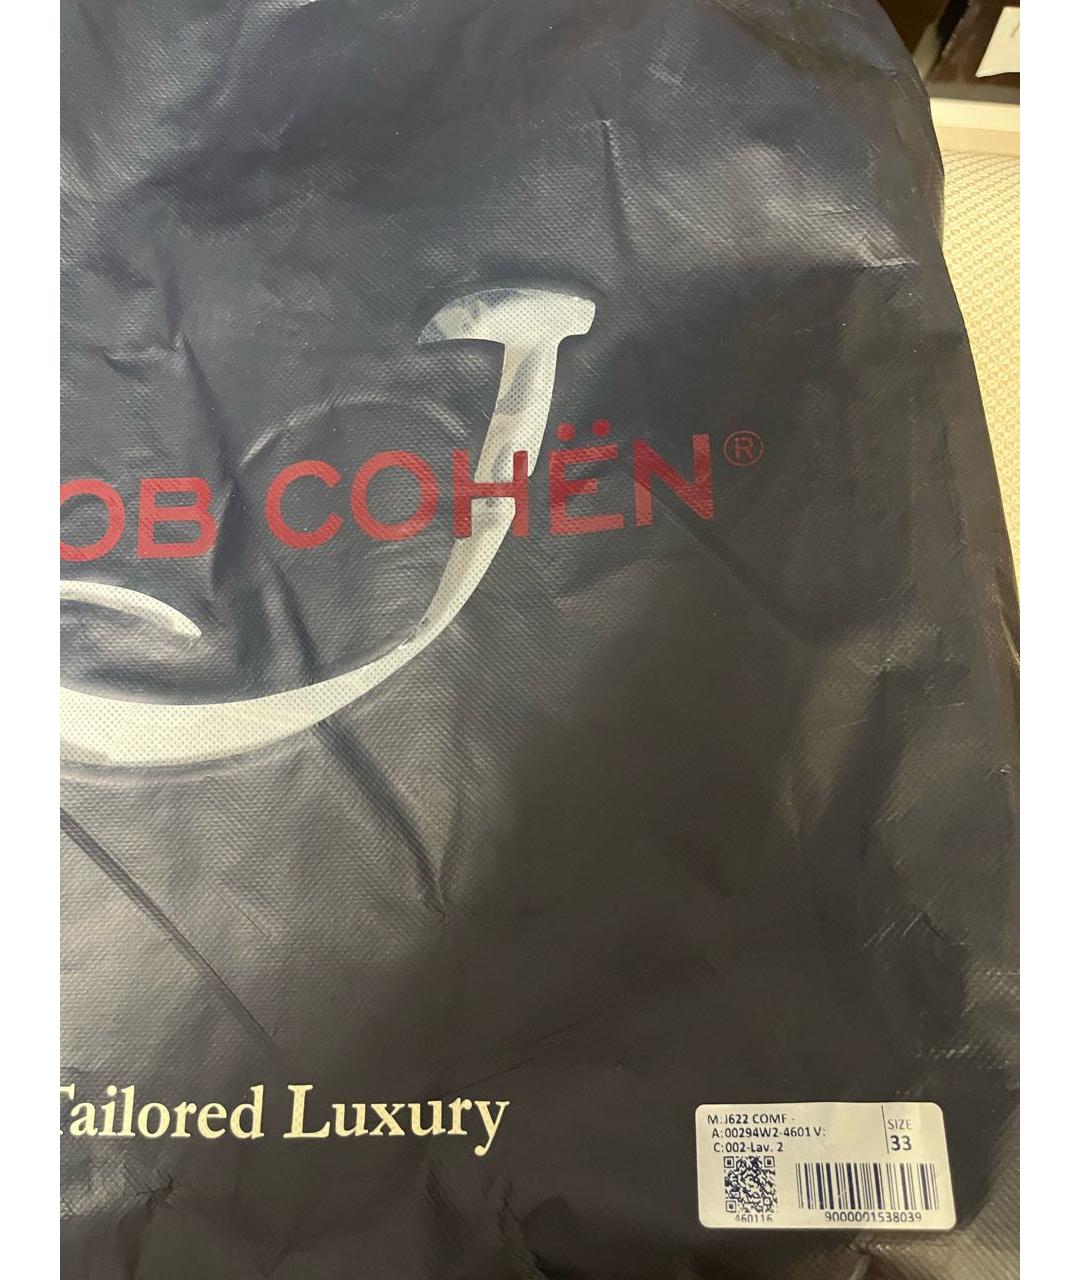 J
OB COHËN®
Tailored Luxury
M:J622 COMF -
A:00294W2-4601 V:
C:002-Lav. 2
SIZE
33
460116
9000001538039